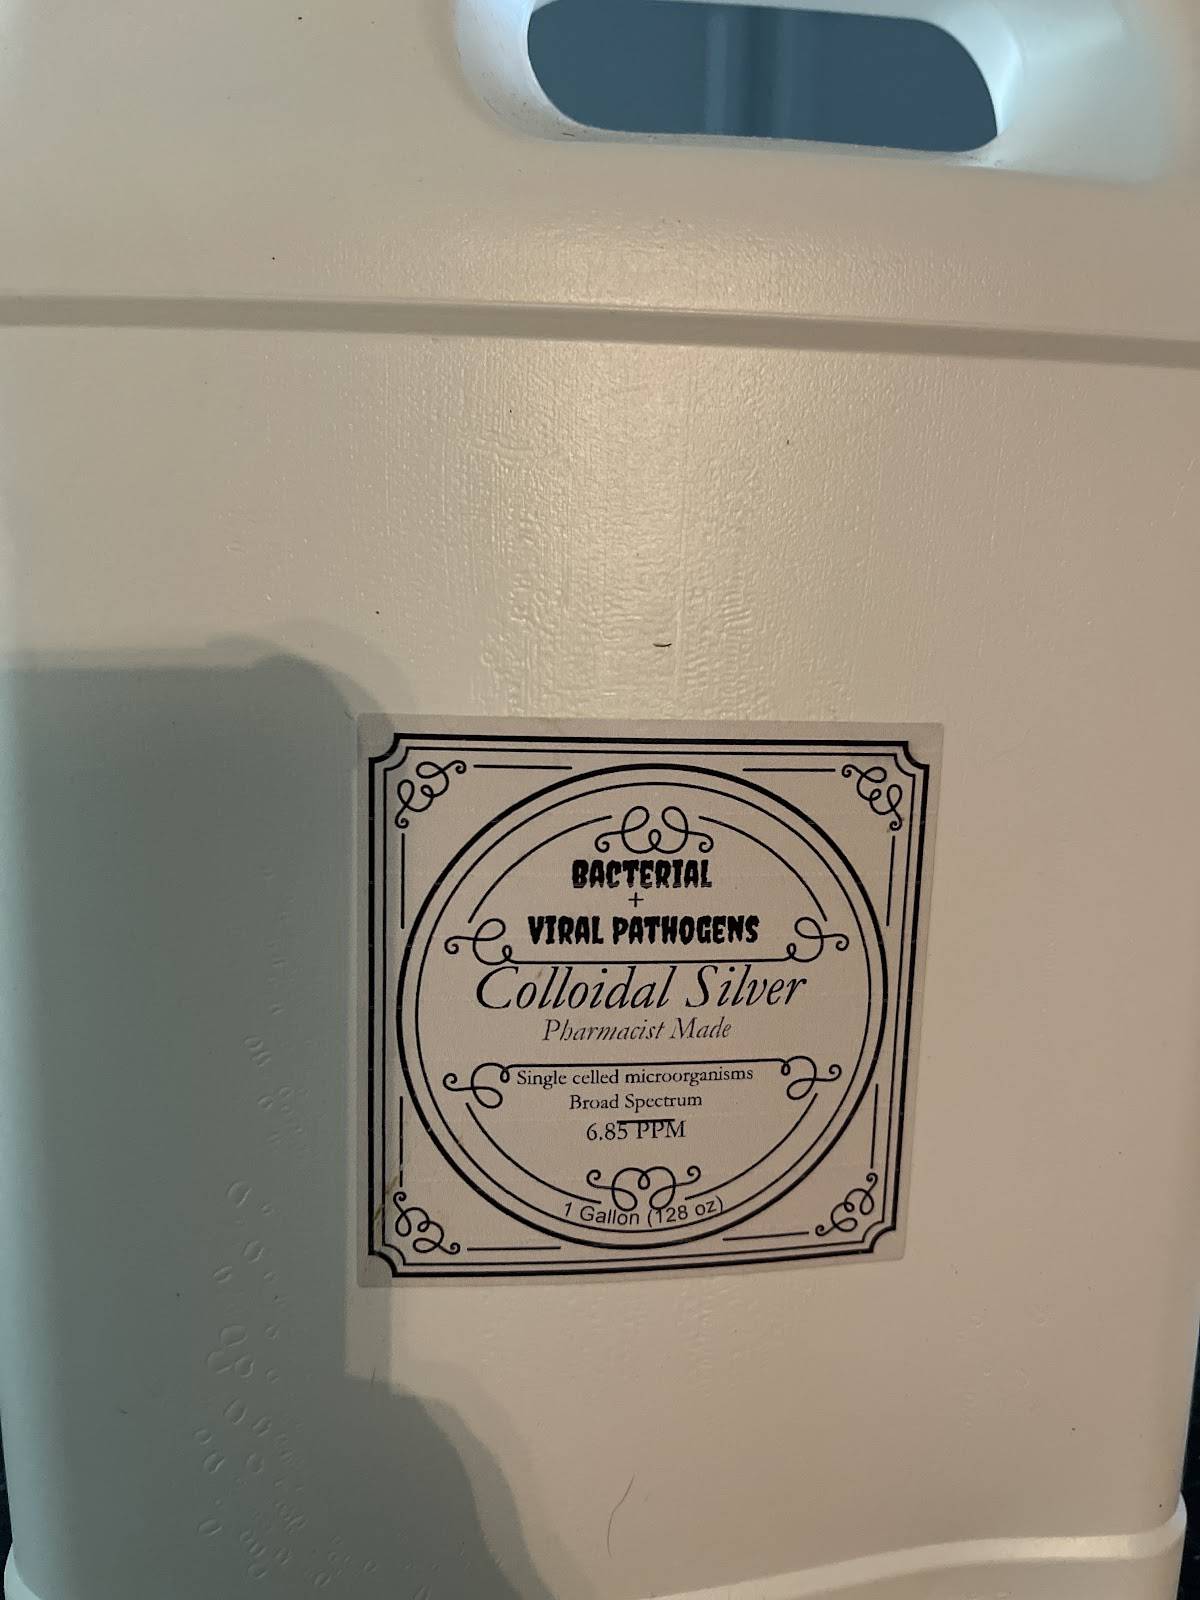 BACTERIAL
+
VIRAL PATHOGENS
Colloidal Silver
Pharmacist Made
Single celled microorganisms
Broad Spectrum
6.85 PPM
1 Gallon (128 oz)